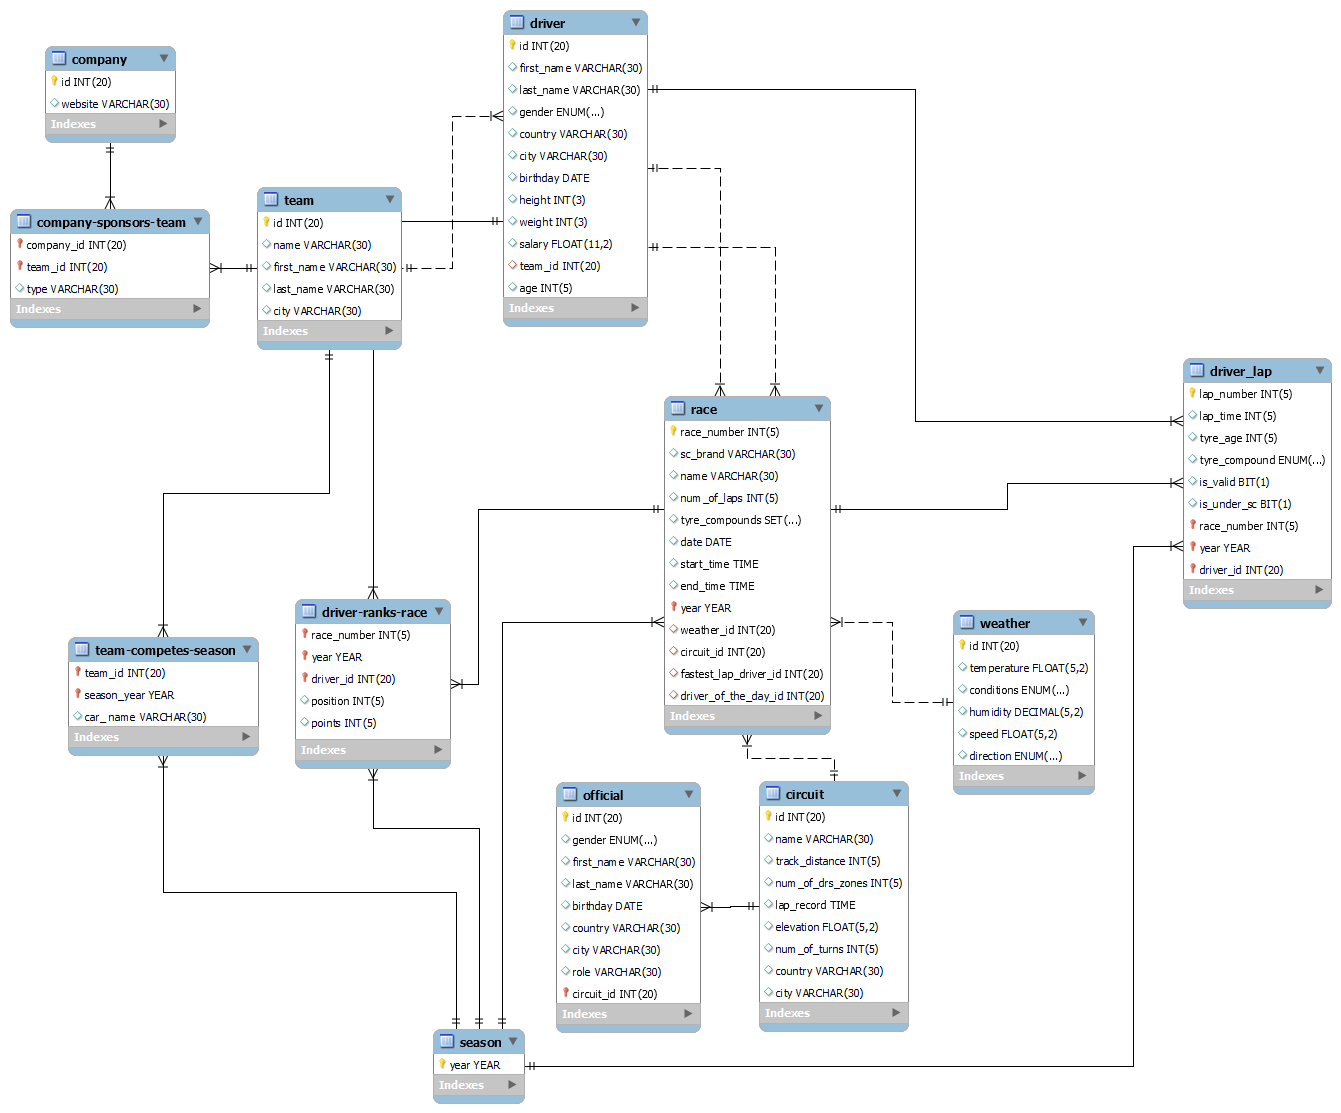 driver
id INT(20)
first_name VARCHAR(30)
last_name VARCHAR(30)
gender ENUM(...)
country VARCHAR(30)
city VARCHAR(30)
birthday DATE
height INT(3)
weight INT(3)
salary FLOAT(11,2)
team_id INT(20)
age INT(5)
Indexes
company
id INT(20)
website VARCHAR(30)
Indexes
company-sponsors-team
company_id INT(20)
team_id INT(20)
type VARCHAR(30)
Indexes
team
id INT(20)
name VARCHAR(30)
first_name VARCHAR(30)
last_name VARCHAR(30)
city VARCHAR(30)
Indexes
driver_lap
lap_number INT(5)
lap_time INT(5)
tyre_age INT(5)
tyre_compound ENUM(...
is_valid BIT(1)
is_under_sc BIT(1)
race_number INT(5)
year YEAR
driver_id INT(20)
Indexes
race
race_number INT(5)
sc_brand VARCHAR(30)
name VARCHAR(30)
num_of_laps INT(5)
tyre_compounds SET(...)
date DATE
start_time TIME
end_time TIME
year YEAR
weather_id INT(20)
circuit_id INT(20)
fastest_lap_driver_id INT(20)
driver_of_the_day_id INT(20)
Indexes
driver-ranks-race
race_number INT(5)
year YEAR
driver_id INT(20)
position INT(5)
points INT(5)
Indexes
team-competes-season
team_id INT(20)
season_year YEAR
car_name VARCHAR(30)
Indexes
weather
id INT(20)
temperature FLOAT(5,2)
conditions ENUM(...)
humidity DECIMAL(5,2)
speed FLOAT(5,2)
direction ENUM(...)
Indexes
official
id INT(20)
gender ENUM(...)
first_name VARCHAR(30)
last_name VARCHAR(30)
birthday DATE
country VARCHAR(30)
city VARCHAR(30)
role VARCHAR(30)
circuit_id INT(20)
Indexes
circuit
id INT(20)
name VARCHAR(30)
track_distance INT(5)
num_of_drs_zones INT(5)
lap_record TIME
elevation FLOAT(5,2)
num_of_turns INT(5)
country VARCHAR(30)
city VARCHAR(30)
Indexes
season
year YEAR
Indexes